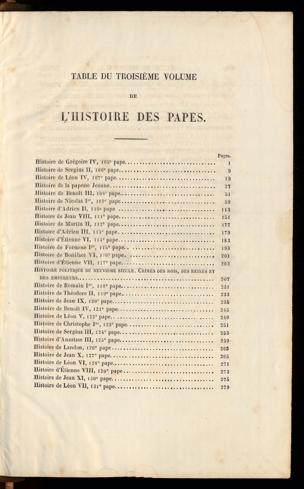 TABLE DU TROISIÈME VOLUME
DE
L'HISTOIRE DES PAPES.
Pages.
Histoire de Grégoire IV, 105e pape 1
Histoire de Sergius II, 106e pape 9
Histoire de Léon IV, 107e pape 13
Histoire de la papesse Jeanne 27
Histoire de Benoît III, 109e pape 51
Histoire de Nicolas Ier, 110e pape 59
Histoire d'Adrien II, 111e pape 113
Histoire de Jean VIII, 112e pape 151
Histoire de Martin II, 113e pape 177
Histoire d'Adrien III, 114e pape 179
Histoire d'Étienne VI, 115e pape 183
Histoire de Formose Ier, 116e pape 193
Histoire de Boniface VI, pape 201
Histoire d'Étienne VII, 117e pape 203
HISTOIRE POLITIQUE DU NEUVIÈME SIÈCLE. CRIMES DES ROIS, DES REINES ET
DES EMPEREURS 207
Histoire de Romain Ier, pape 231
Histoire de Théodore II, pape 233
Histoire de Jean IX, 120e pape 235
Histoire de Benoît IV, 121e pape 245
Histoire de Léon V, 122e pape 249
Histoire de Christophe Ier, 123e pape 251
Histoire de Sergius III, 124e pape 253
Histoire d'Anastase III, 125e pape 259
Histoire de Landon, 126e pape 263
Histoire de Jean X, 127e pape 265
Histoire de Léon VI, 128e pape 271
Histoire d'Étienne VIII, 129e pape 273
Histoire de Jean XI, 130e pape 275
Histoire de Léon VII, 131e pape 279